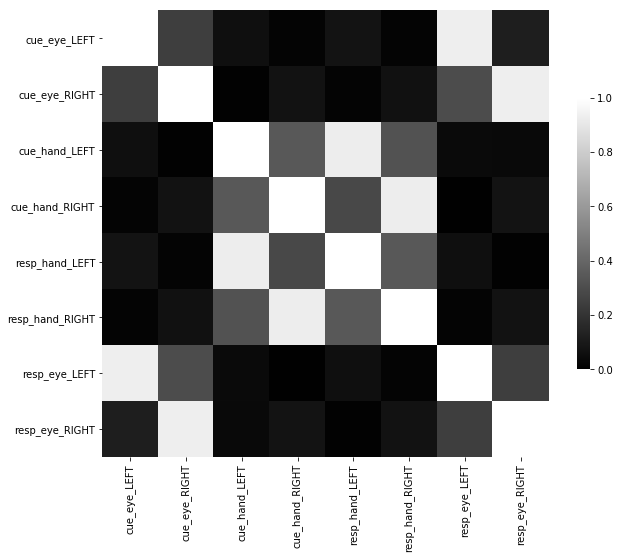 cue_eye_LEFT
cue_eye_RIGHT
cue_hand_LEFT
cue_hand_RIGHT
resp_hand_LEFT
resp_hand_RIGHT
resp_eye_LEFT
resp_eye_RIGHT
1.0
0.8
0.6
0.4
0.2
0.0
cue_eye_LEFT
cue_eye_RIGHT
cue_hand_LEFT
cue_hand_RIGHT
resp_hand_LEFT
resp_hand_RIGHT
resp_eye_LEFT
resp_eye_RIGHT